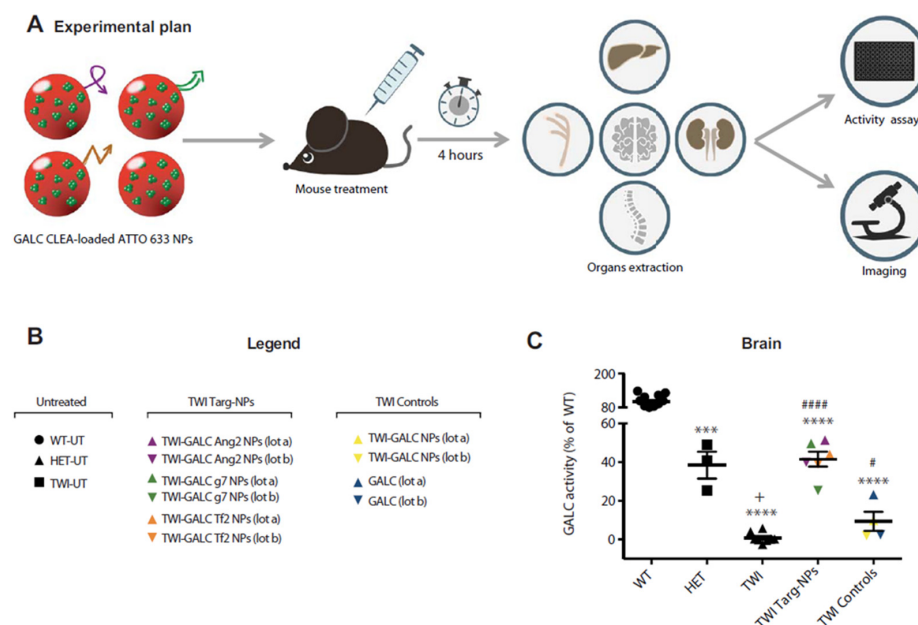 A Experimental plan
4 hours
Mouse treatment
GALC CLEA-loaded ATTO 633 NPs
Organs extraction
Activity assay
Imaging
B
Legend
Untreated
WT-UT
HET-UT
TWI-UT
TWI Targ-NPs
TWI-GALC Ang2 NPs (lot a)
TWI-GALC Ang2 NPs (lot b)
TWI-GALC g7 NPs (lot a)
TWI-GALC g7 NPs (lot b)
TWI-GALC Tf2 NPs (lot a)
TWI-GALC Tf2 NPs (lot b)
TWI Controls
TWI-GALC NPs (lot a)
TWI-GALC NPs (lot b)
GALC (lot a)
GALC (lot b)
C
Brain
GALC activity (% of WT)
200
80
60
40
20
0
***
+
****
####
****
#
****
WT
HET
TWI
TWI Targ-NPs
TWI Controls